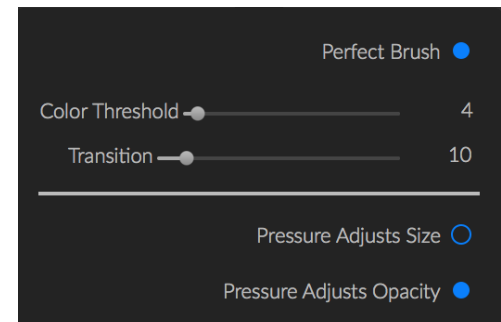 Perfect Brush
Color Threshold 4
Transition 10
Pressure Adjusts Size
Pressure Adjusts Opacity